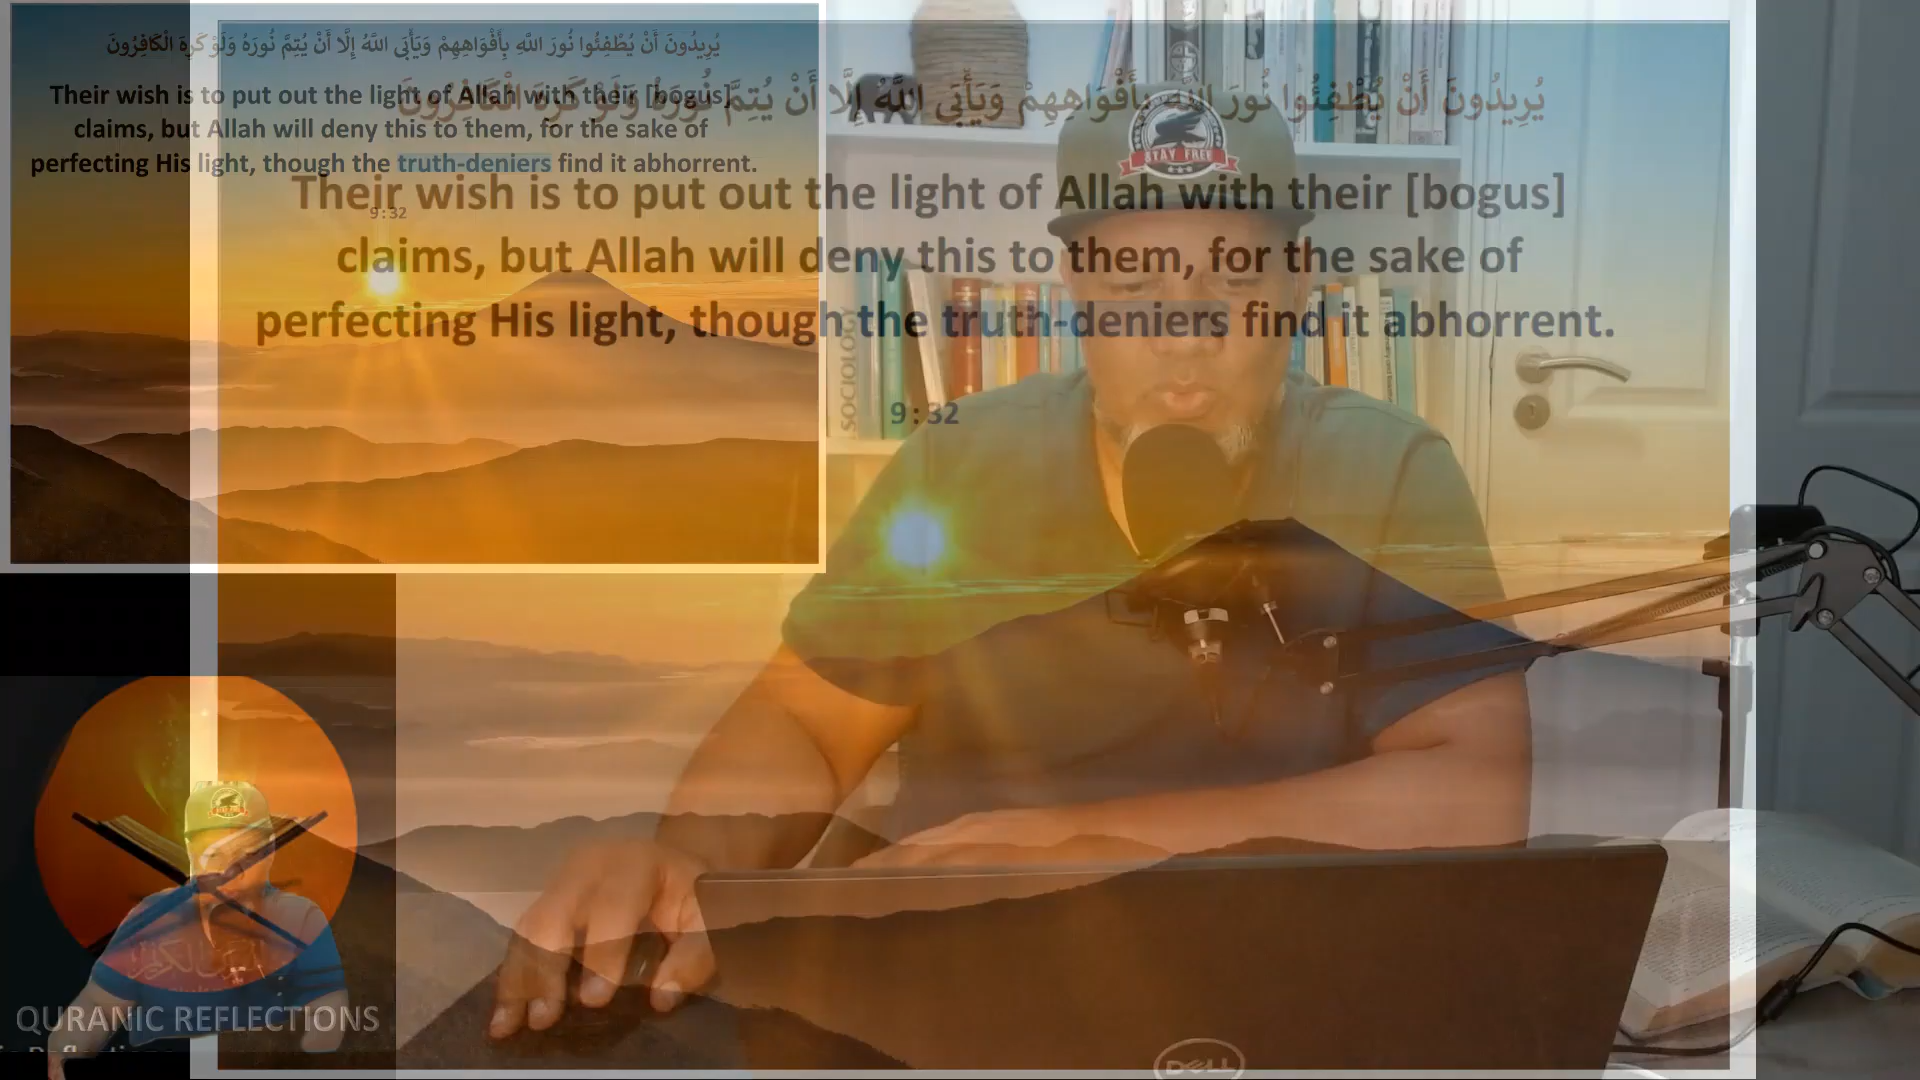 يُرِيدُونَ أَنْ يُطْفِئُوا نُورَ اللَّهِ بِأَفْوَاهِهِمْ وَيَأْبَى اللَّهُ إِلَّا أَنْ يُتِمَّ نُورَهُ وَلَوْ كَرِهَ الْكَافِرُونَ
Their wish is to put out the light of Allah with their [bogus]
claims, but Allah will deny this to them, for the sake of
perfecting His light, though the truth-deniers find it abhorrent.
9:32
يُرِيدُونَ أَنْ يُطْفِئُوا نُورَ اللَّهِ بِأَفْوَاهِهِمْ وَيَأْبَى اللَّهُ إِلَّا أَنْ يُتِمَّ نُورَهُ وَلَوْ كَرِهَ الْكَافِرُونَ
Their wish is to put out the light of Allah with their [bogus]
claims, but Allah will deny this to them, for the sake of
perfecting His light, though the truth-deniers find it abhorrent.
9:32
STAY FREE
SOCIOLOGY
QURANIC REFLECTIONS
DELL